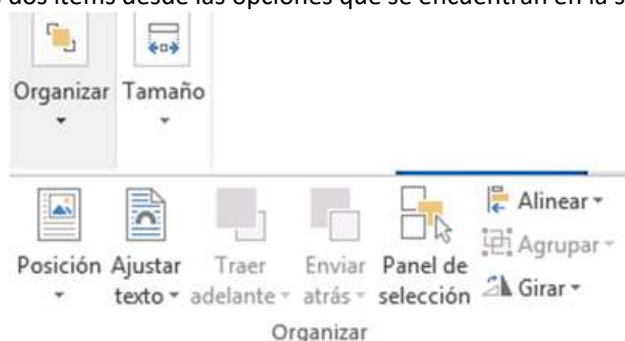 dos ítems desde las opciones que se encuentran en la s
Organizar Tamaño
Posición Ajustar texto Traer adelante Enviar atrás Panel de selección Alinear
Agrupar
Girar
Organizar